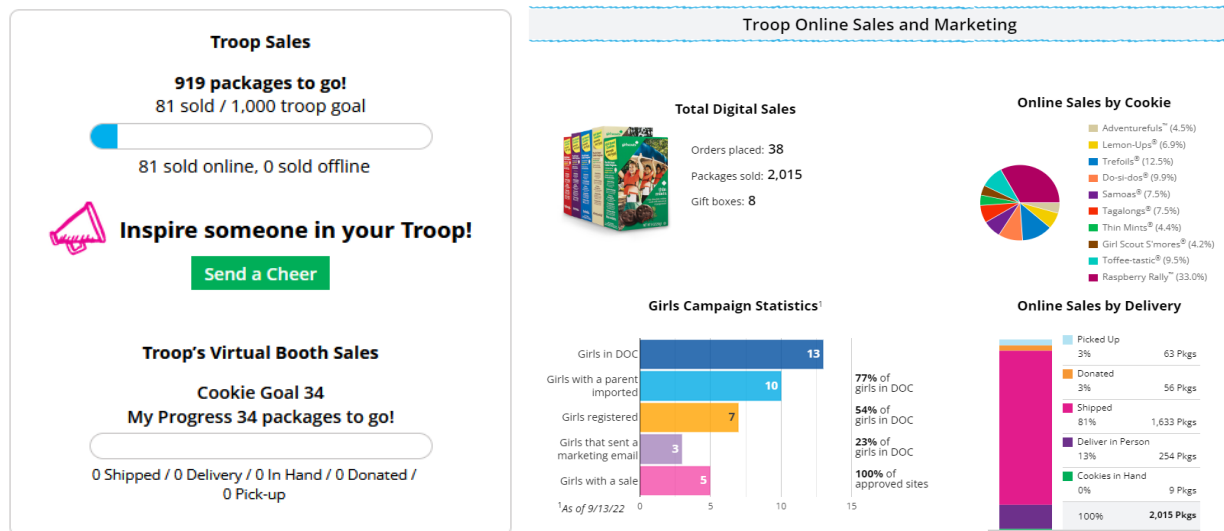 Troop Sales
919 packages to go!
81 sold / 1,000 troop goal
81 sold online, 0 sold offline
Inspire someone in your Troop!
Send a Cheer
Troop's Virtual Booth Sales
Cookie Goal 34
My Progress 34 packages to go!
0 Shipped / 0 Delivery / 0 In Hand / 0 Donated /
0 Pick-up
Troop Online Sales and Marketing
Total Digital Sales
Orders placed: 38
Packages sold: 2,015
Gift boxes: 8
Online Sales by Cookie
Adventurefuls™ (4.5%)
Lemon-Ups® (6.9%)
Trefoils® (12.5%)
Do-si-dos® (9.9%)
Samoas® (7.5%)
Tagalongs® (7.5%)
Thin Mints® (4.4%)
Girl Scout S'mores® (4.2%)
Toffee-tastic® (9.5%)
Raspberry Rally™ (33.0%)
Girls Campaign Statistics¹
Girls in DOC 13
Girls with a parent
imported
10
77% of
girls in DOC
Girls registered 7
54% of
girls in DOC
Girls that sent a
marketing email
3
23% of
girls in DOC
Girls with a sale 5
100% of
approved sites
0 5 10 15
¹As of 9/13/22
Online Sales by Delivery
Picked Up
3% 63 Pkgs
Donated
3% 56 Pkgs
Shipped
81% 1,633 Pkgs
Deliver in Person
13% 254 Pkgs
Cookies in Hand
0% 9 Pkgs
100% 2,015 Pkgs